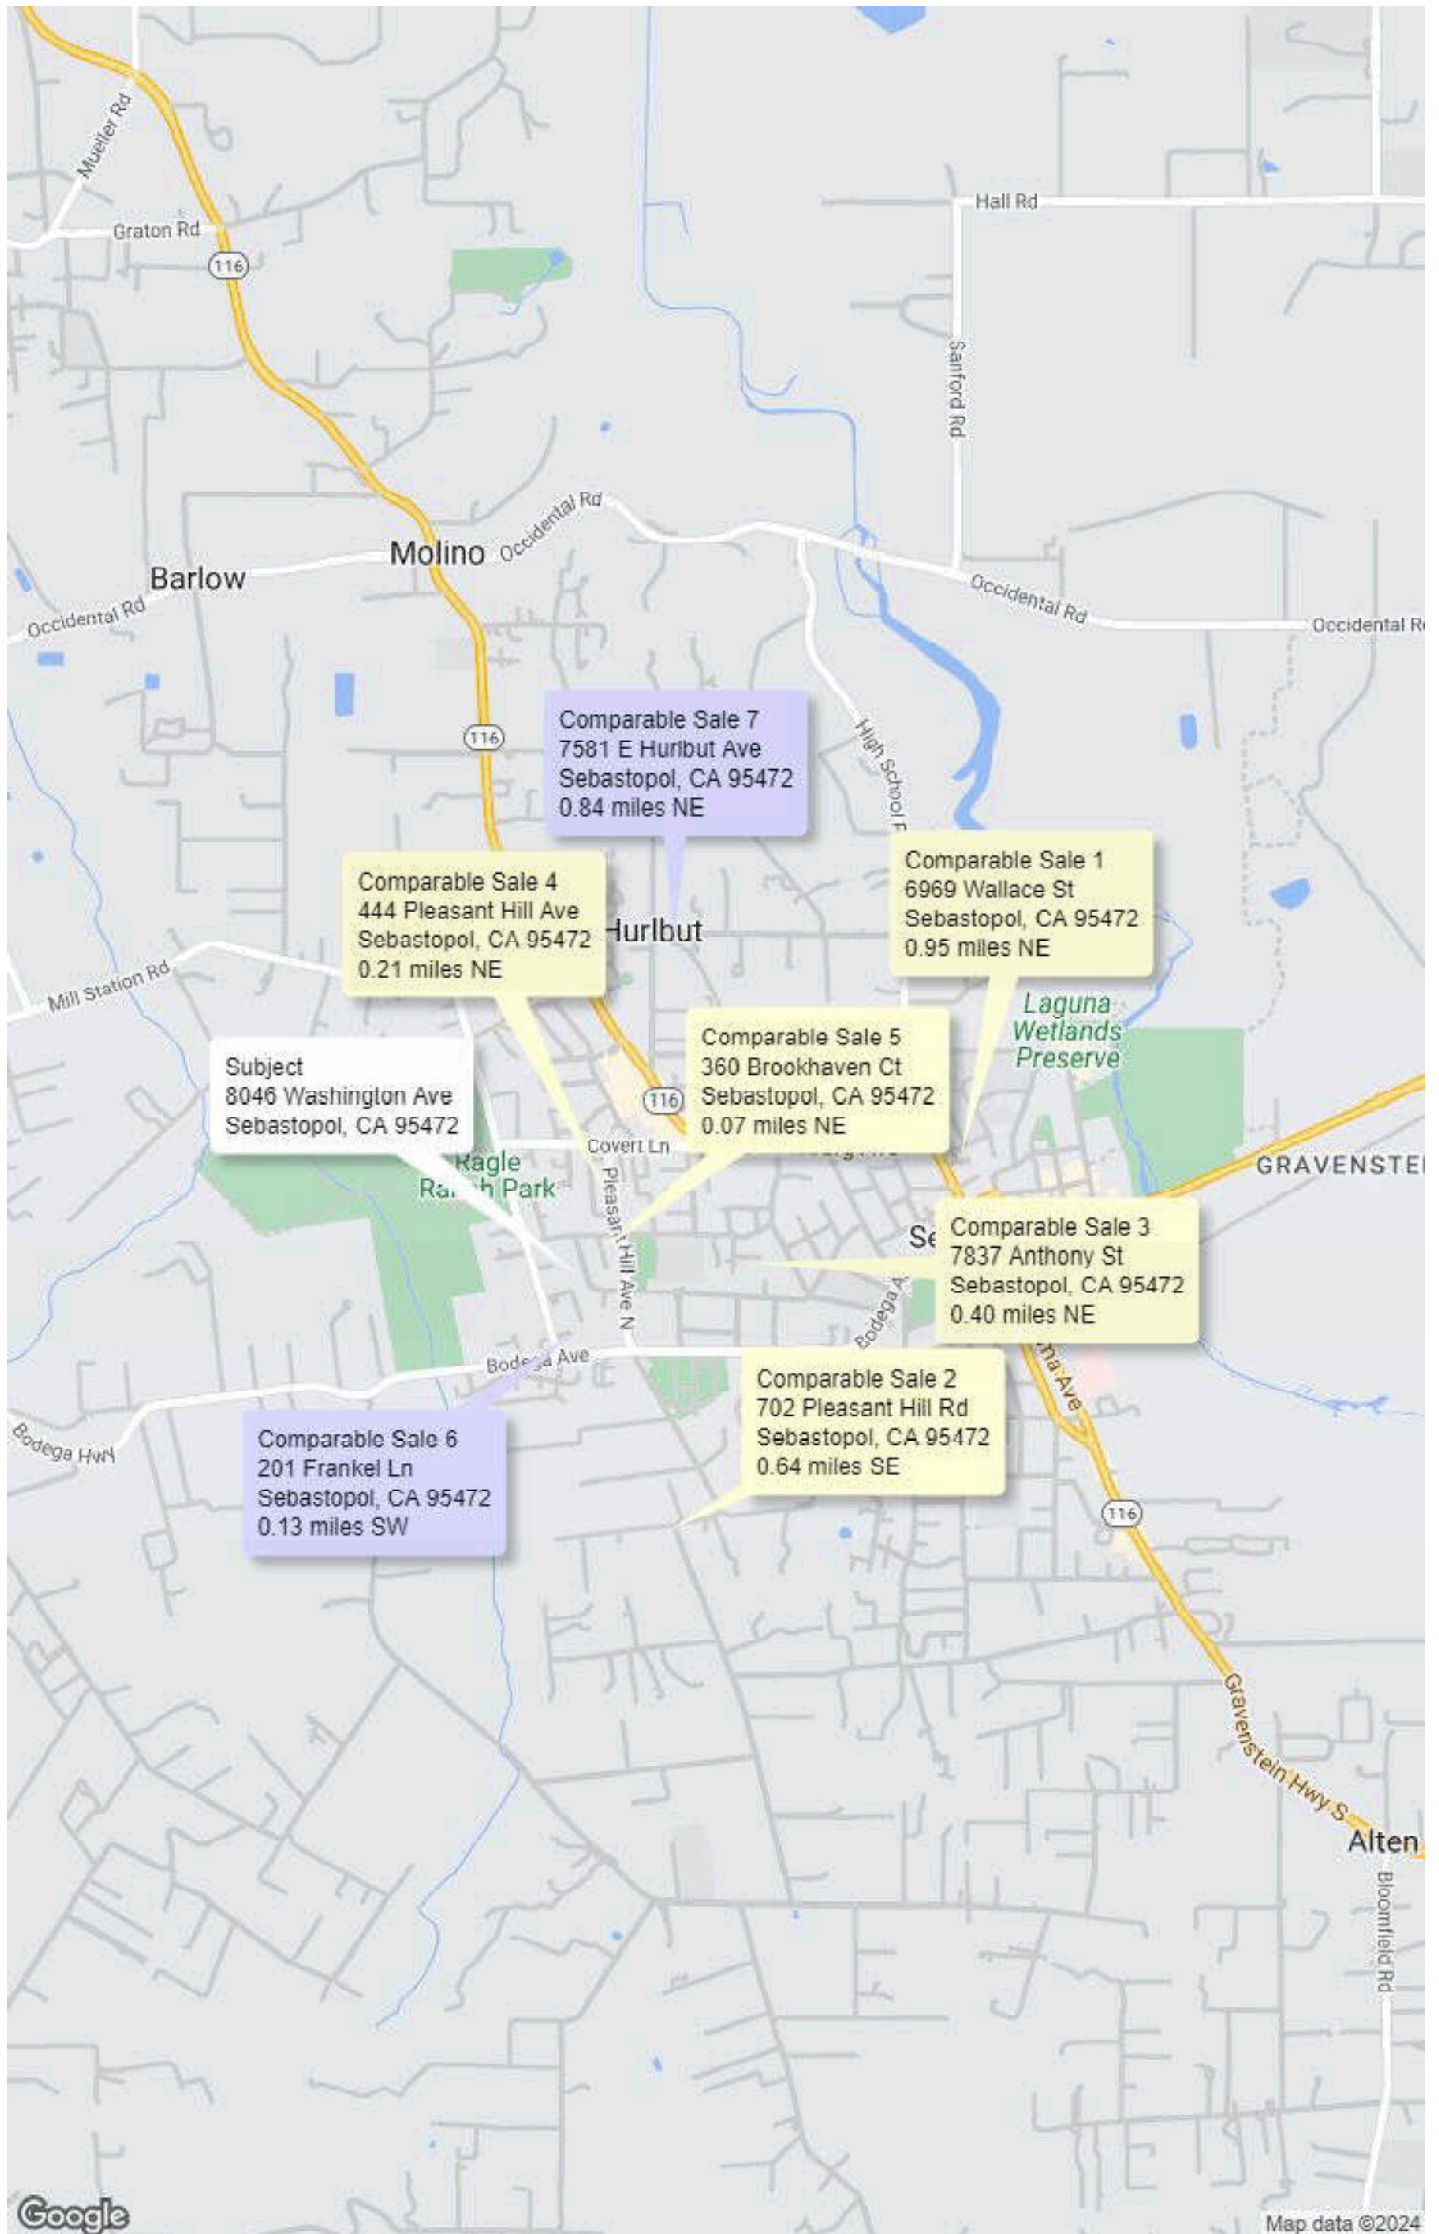 Mueller Rd
Graton Rd
116
Hall Rd
Sanford Rd
Occidental Rd
Molino
Barlow
Occidental Rd
Occidental Rd
Occidental R
116
High School
Comparable Sale 7
7581 E Hurlbut Ave
Sebastopol, CA 95472
0.84 miles NE
Comparable Sale 4
444 Pleasant Hill Ave
Sebastopol, CA 95472
0.21 miles NE
Hurlbut
Comparable Sale 1
6969 Wallace St
Sebastopol, CA 95472
0.95 miles NE
Mill Station Rd
Laguna
Wetlands
Preserve
Subject
8046 Washington Ave
Sebastopol, CA 95472
Comparable Sale 5
360 Brookhaven Ct
Sebastopol, CA 95472
0.07 miles NE
116
Covert Ln
Ragle
Ranch Park
Pleasant Hill Ave N
GRAVENSTE
Se
Comparable Sale 3
7837 Anthony St
Sebastopol, CA 95472
0.40 miles NE
Bodega A
ma Ave
Bodega Ave
Comparable Sale 2
702 Pleasant Hill Rd
Sebastopol, CA 95472
0.64 miles SE
Bodega Hwy
Comparable Sale 6
201 Frankel Ln
Sebastopol, CA 95472
0.13 miles SW
116
Gravenstein Hwy S
Alten
Bloomfield Rd
Google
Map data ©2024